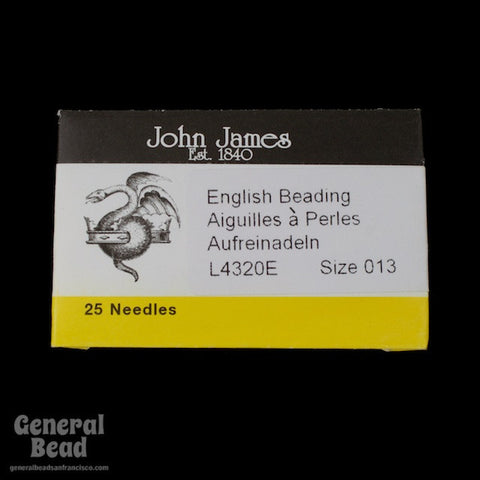 John James
Est. 1840
English Beading
Aiguilles à Perles
Aufreinadeln
L4320E Size 013
25 Needles
General
Bead
generalbeadsanfrancisco.com